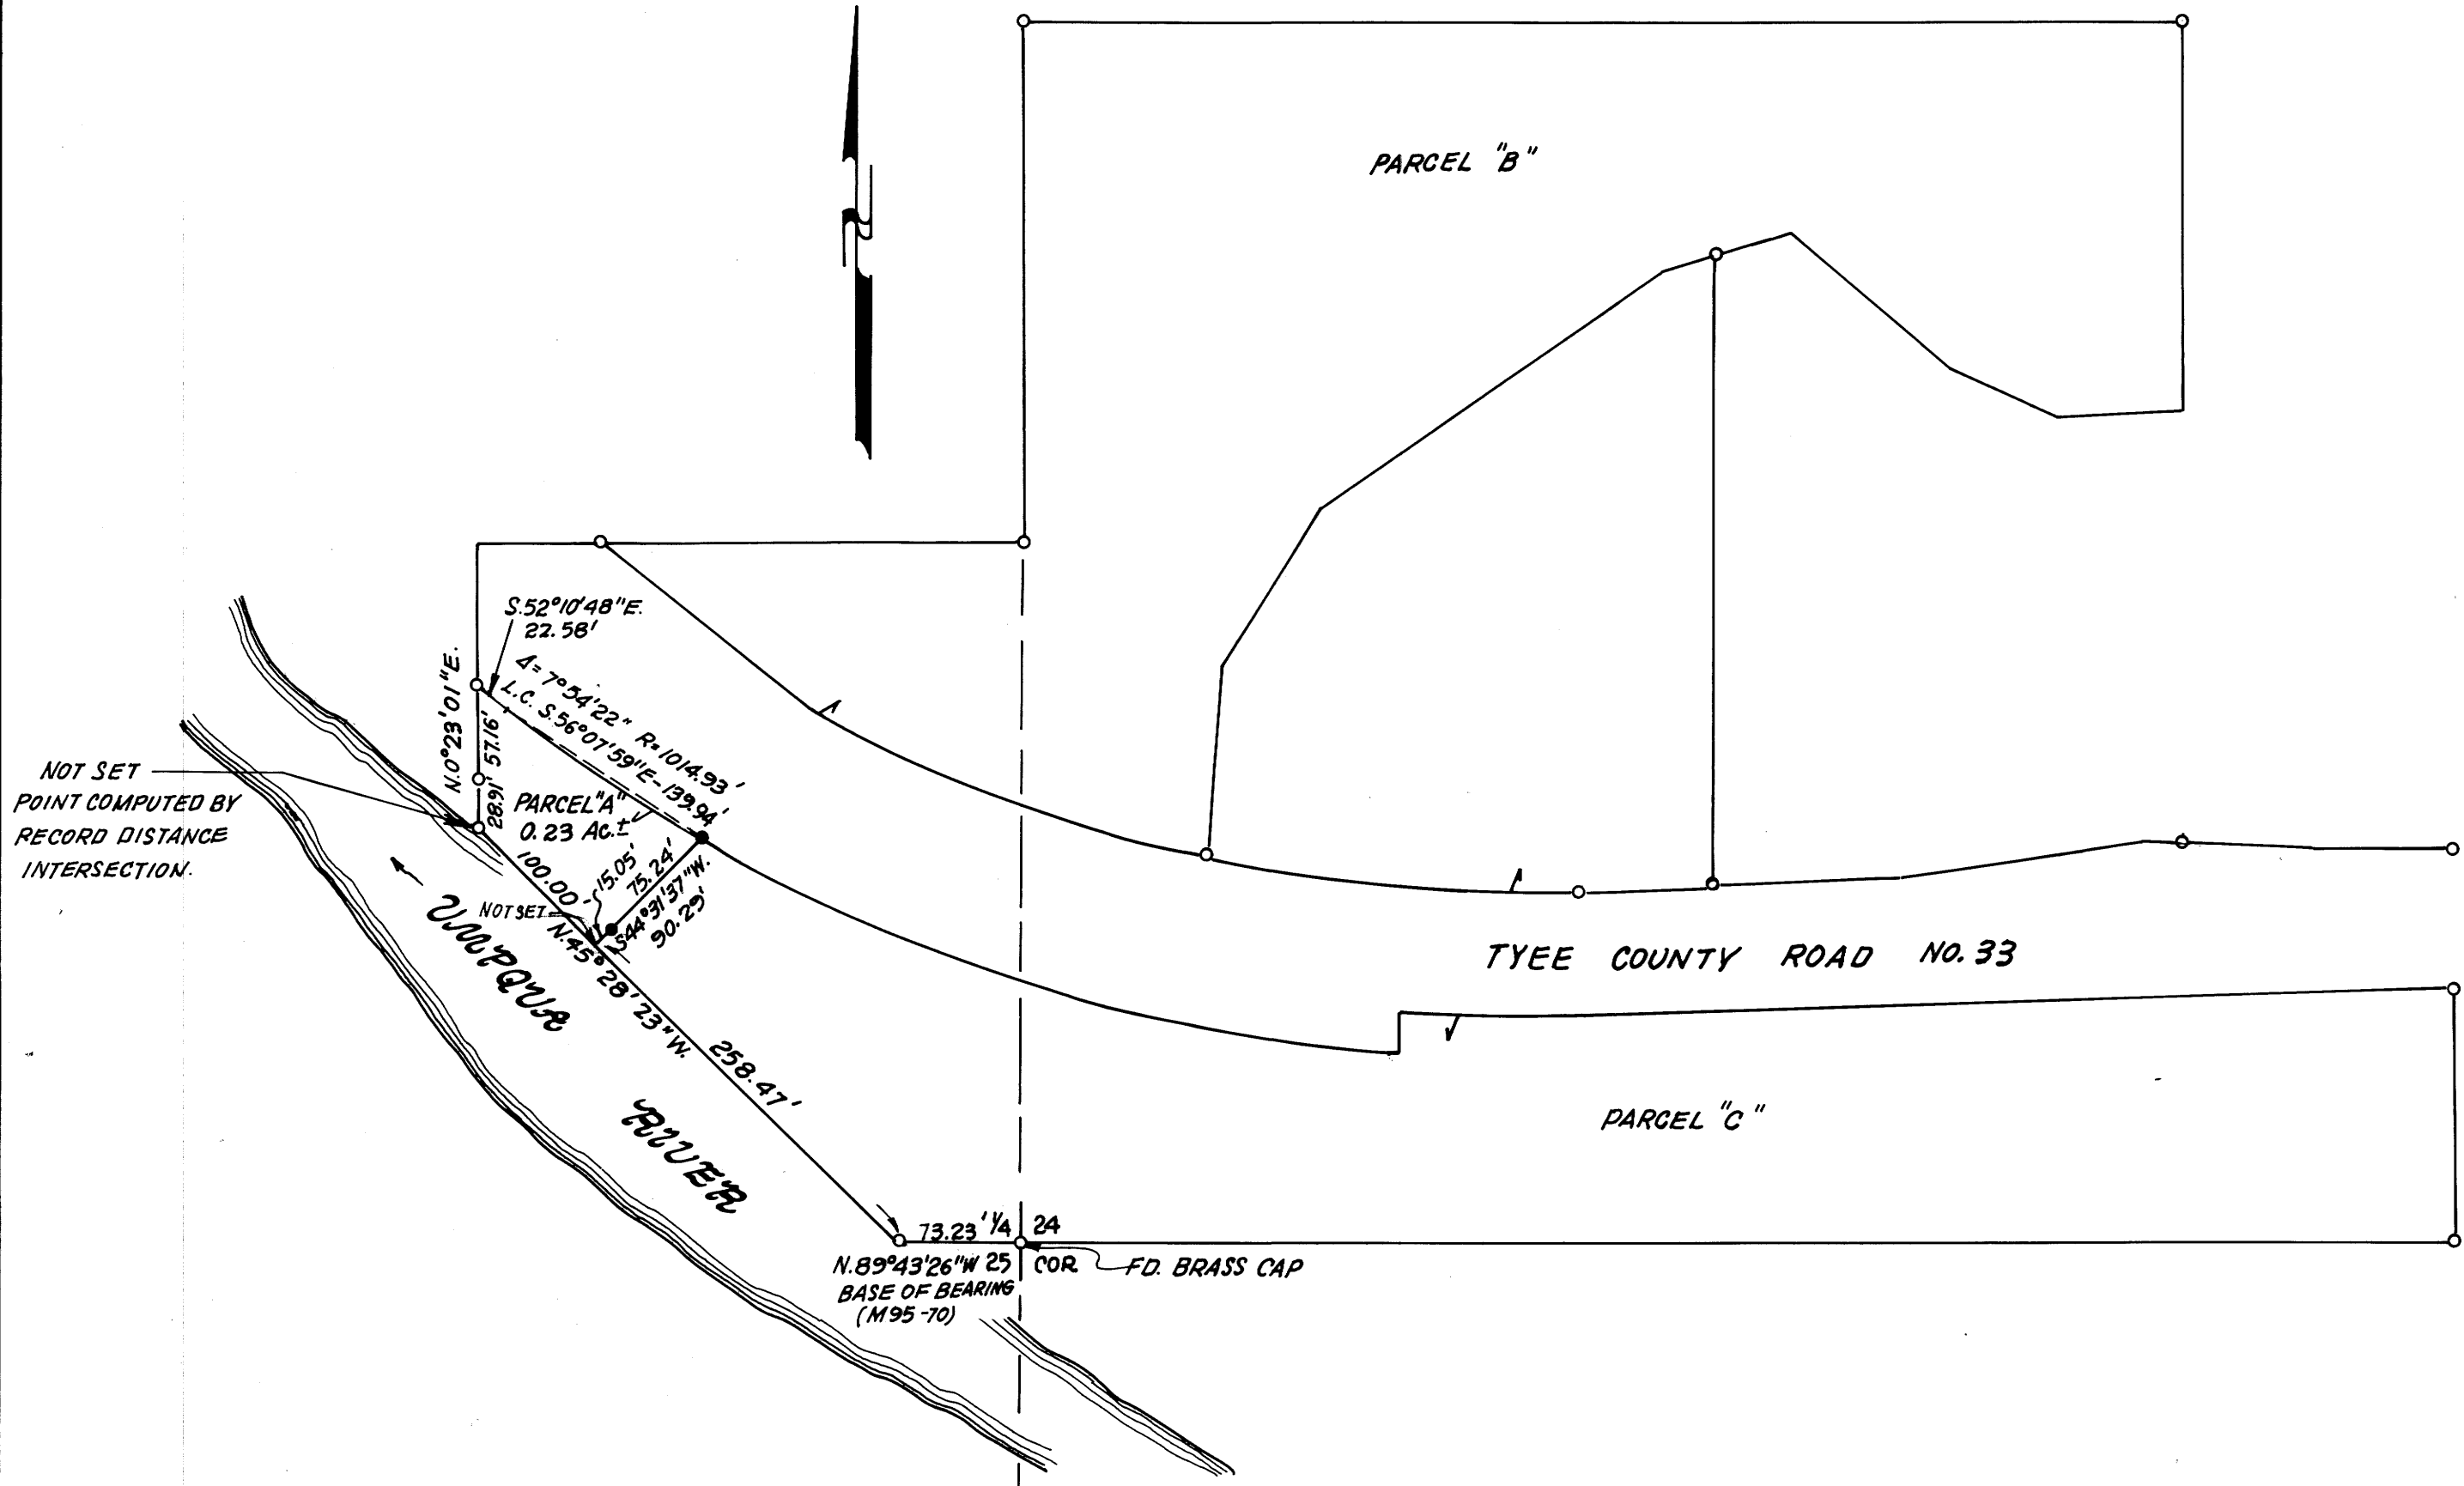 PARCEL "B"
S.52°10'48"E.
22.58'
Δ= 7°54'22" R=1014.93'
L.C. S.56°07'59"E-139.94'
N.0°23'01"E.
57.16'
28.91'
NOT SET
POINT COMPUTED BY
RECORD DISTANCE
INTERSECTION.
PARCEL "A"
0.23 AC.±
100.00'
15.05'
75.24'
S44°31'37"W.
90.29'
NOT SET
N.45°28'23"W.
258.47'
UMPQUA
RIVER
TYEE COUNTY ROAD NO. 33
PARCEL "C"
73.23' 1/4 24
N.89°43'26"W 25 COR
FD. BRASS CAP
BASE OF BEARING
(M95-70)